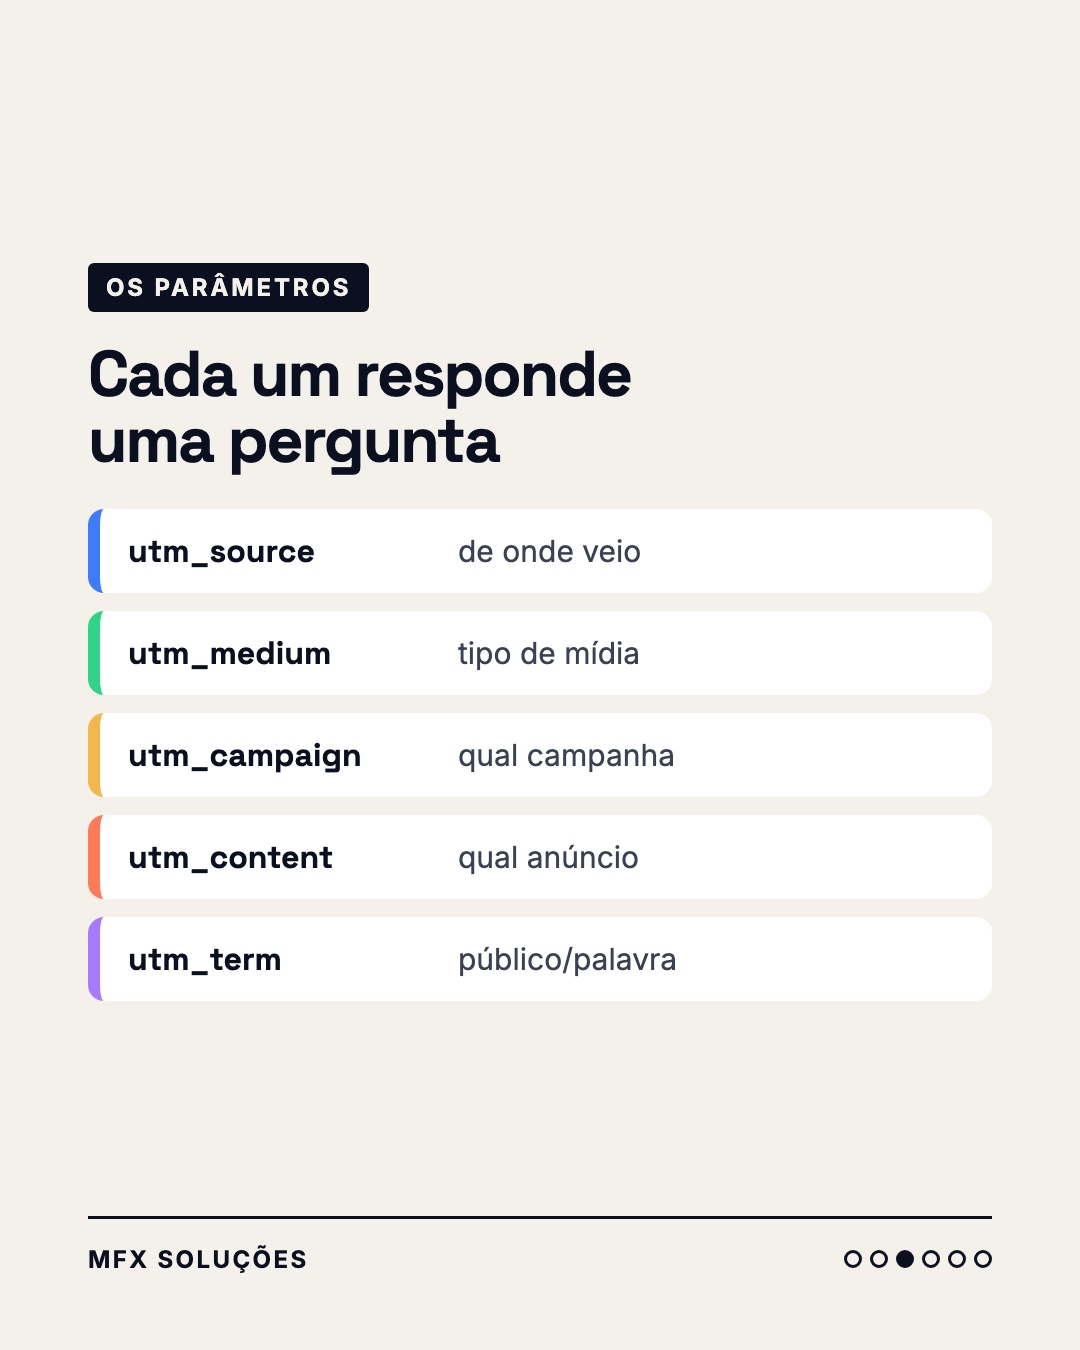 OS PARÂMETROS
Cada um responde
uma pergunta
utm_source de onde veio
utm_medium tipo de mídia
utm_campaign qual campanha
utm_content qual anúncio
utm_term público/palavra
MFX SOLUÇÕES